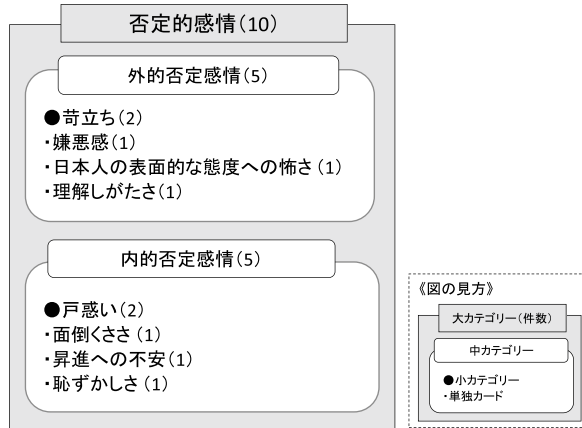 否定的感情(10)
外的否定感情(5)
●苛立ち(2)
・嫌悪感(1)
・日本人の表面的な態度への怖さ(1)
・理解しがたさ(1)
内的否定感情(5)
●戸惑い(2)
・面倒くささ(1)
・昇進への不安(1)
・恥ずかしさ(1)
《図の見方》
大カテゴリー(件数)
中カテゴリー
●小カテゴリー
・単独カード